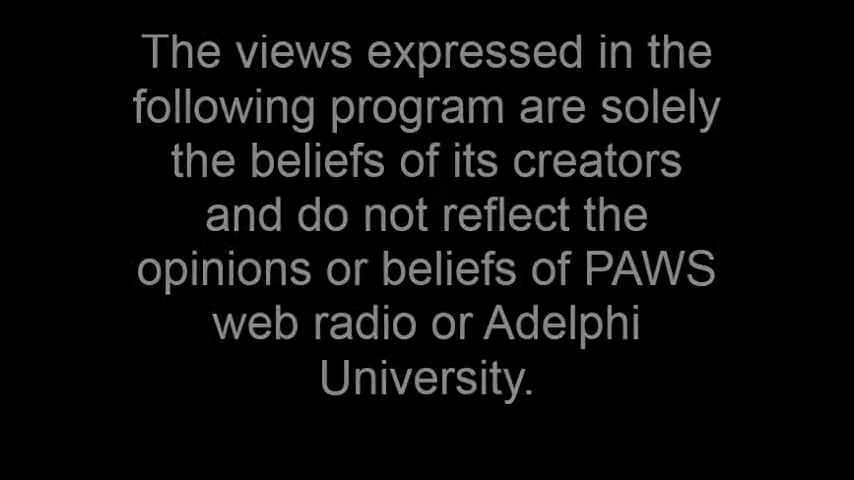 The views expressed in the
following program are solely
the beliefs of its creators
and do not reflect the
opinions or beliefs of PAWS
web radio or Adelphi
University.